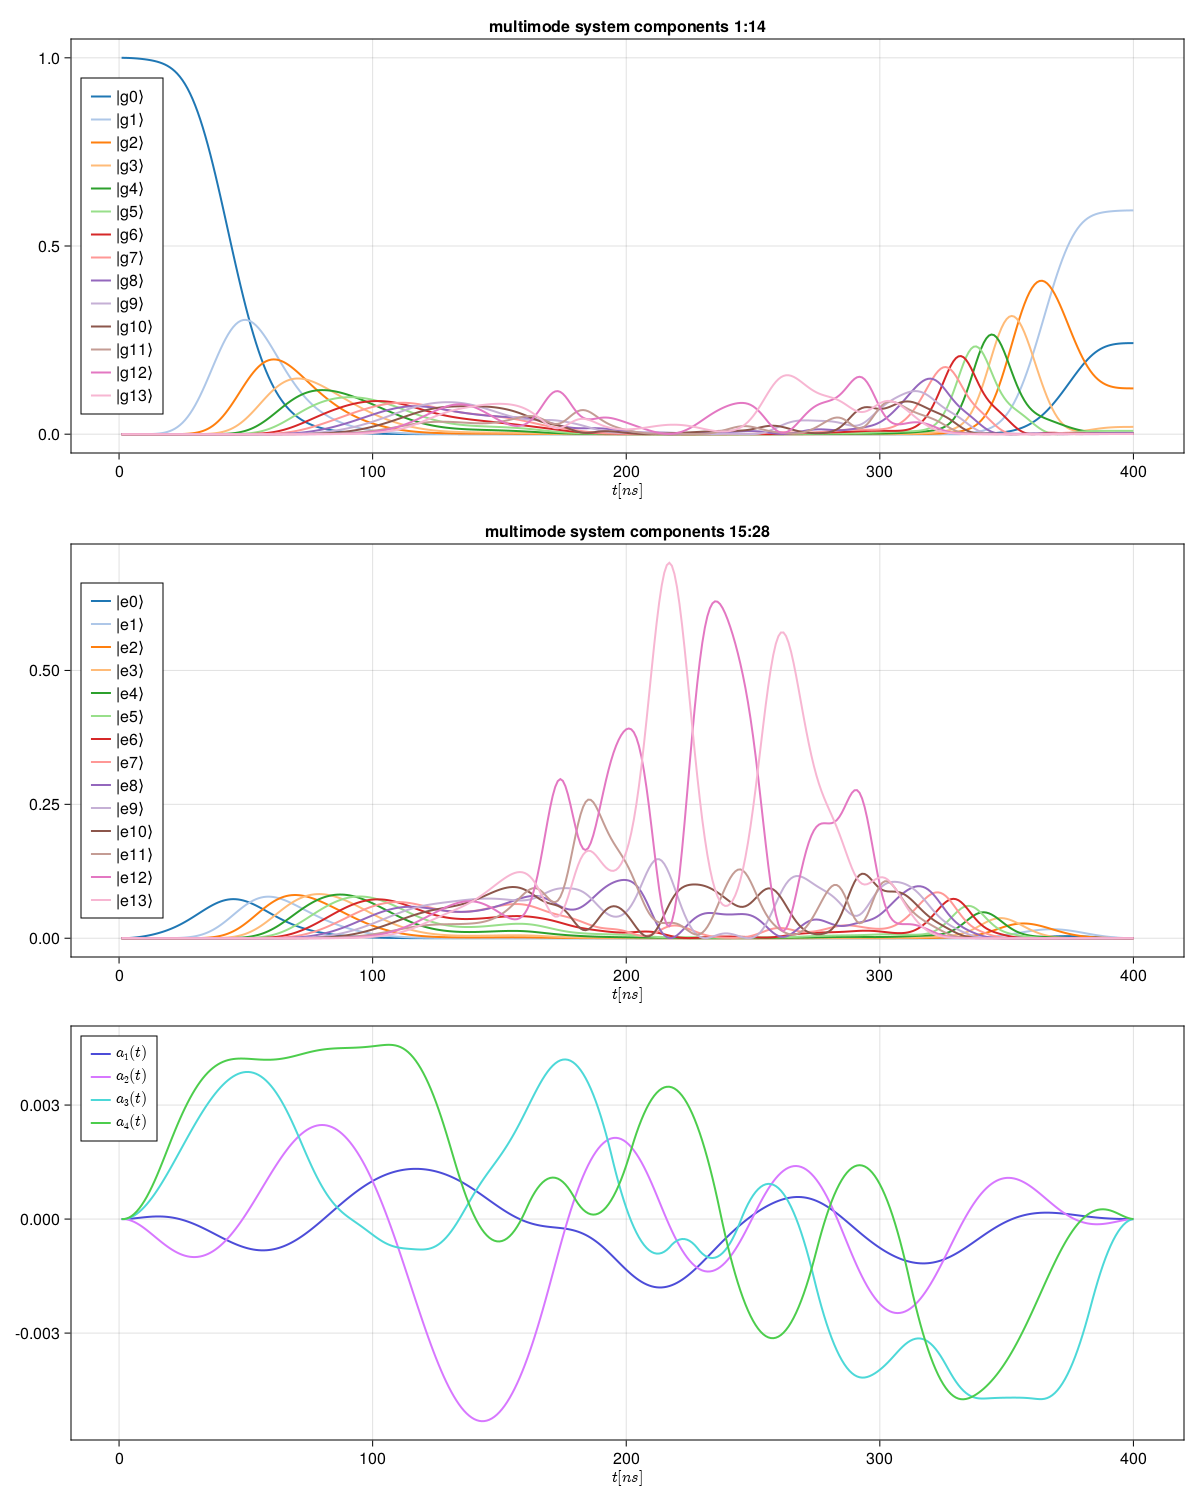 multimode system components 1:14
1.0
0.5
0.0
|g0⟩
|g1⟩
|g2⟩
|g3⟩
|g4⟩
|g5⟩
|g6⟩
|g7⟩
|g8⟩
|g9⟩
|g10⟩
|g11⟩
|g12⟩
|g13⟩
0 100 200 300 400
t[ns]
multimode system components 15:28
0.50
0.25
0.00
|e0⟩
|e1⟩
|e2⟩
|e3⟩
|e4⟩
|e5⟩
|e6⟩
|e7⟩
|e8⟩
|e9⟩
|e10⟩
|e11⟩
|e12⟩
|e13⟩
0 100 200 300 400
t[ns]
0.003
0.000
-0.003
a₁(t)
a₂(t)
a₃(t)
a₄(t)
0 100 200 300 400
t[ns]